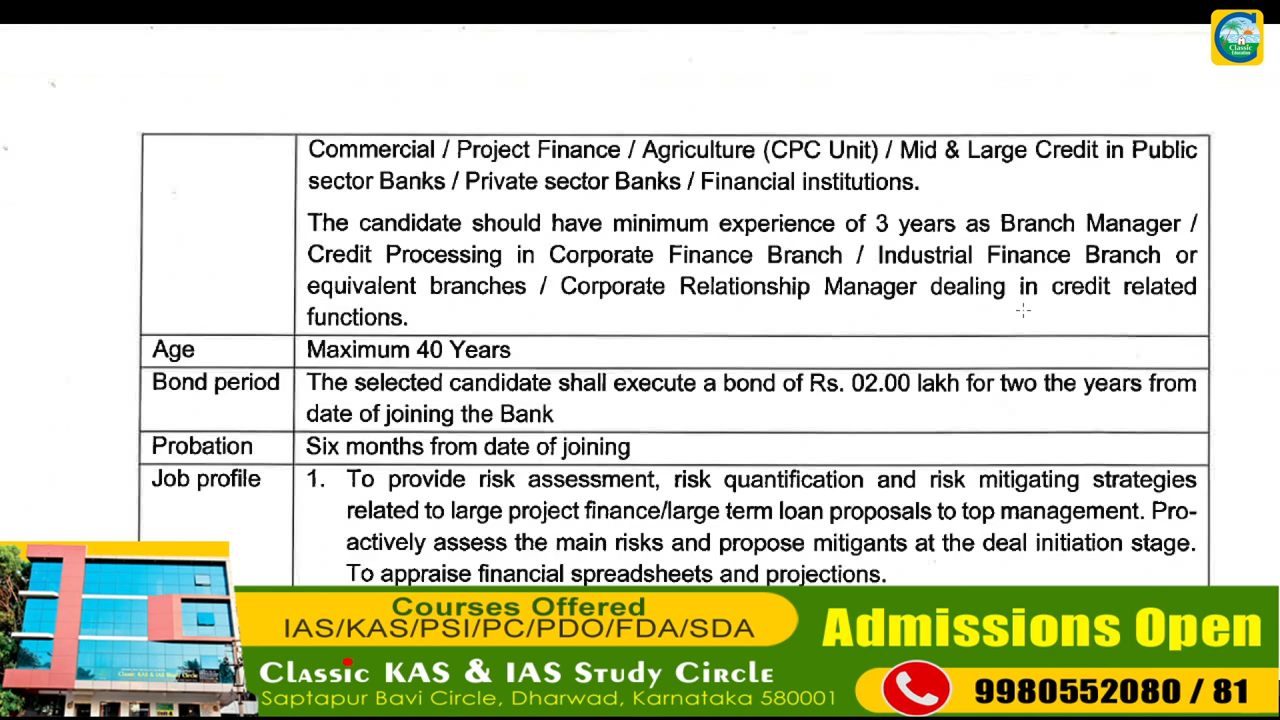 Classic
Education
Commercial / Project Finance / Agriculture (CPC Unit) / Mid & Large Credit in Public
sector Banks / Private sector Banks / Financial institutions.
The candidate should have minimum experience of 3 years as Branch Manager /
Credit Processing in Corporate Finance Branch / Industrial Finance Branch or
equivalent branches / Corporate Relationship Manager dealing in credit related
functions.
Age Maximum 40 Years
Bond period The selected candidate shall execute a bond of Rs. 02.00 lakh for two the years from
date of joining the Bank
Probation Six months from date of joining
Job profile 1. To provide risk assessment, risk quantification and risk mitigating strategies
related to large project finance/large term loan proposals to top management. Pro-
actively assess the main risks and propose mitigants at the deal initiation stage.
To appraise financial spreadsheets and projections.
Courses Offered
IAS/KAS/PSI/PC/PDO/FDA/SDA
Classic KAS & IAS Study Circle
Saptapur Bavi Circle, Dharwad, Karnataka 580001
Admissions Open
9980552080 / 81
Classic KAS & IAS Study Circle